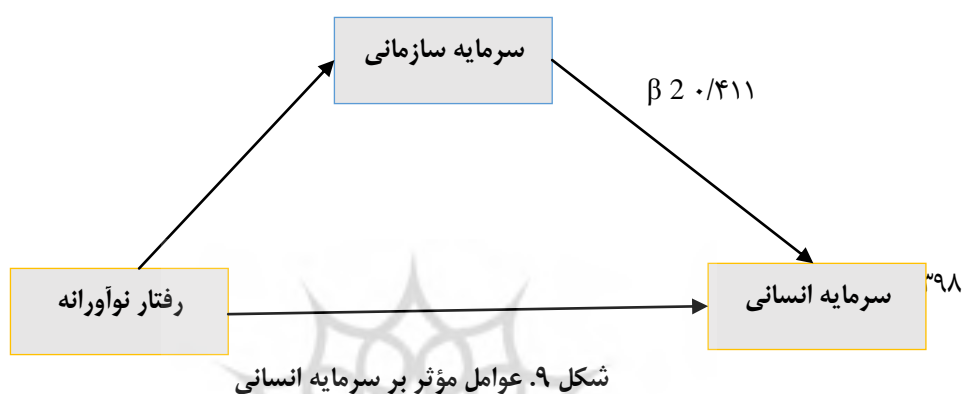 سرمایه سازمانی
β 2 ۰/۴۱۱
رفتار نوآورانه
سرمایه انسانی
۳۹۸
شکل ۹. عوامل مؤثر بر سرمایه انسانی